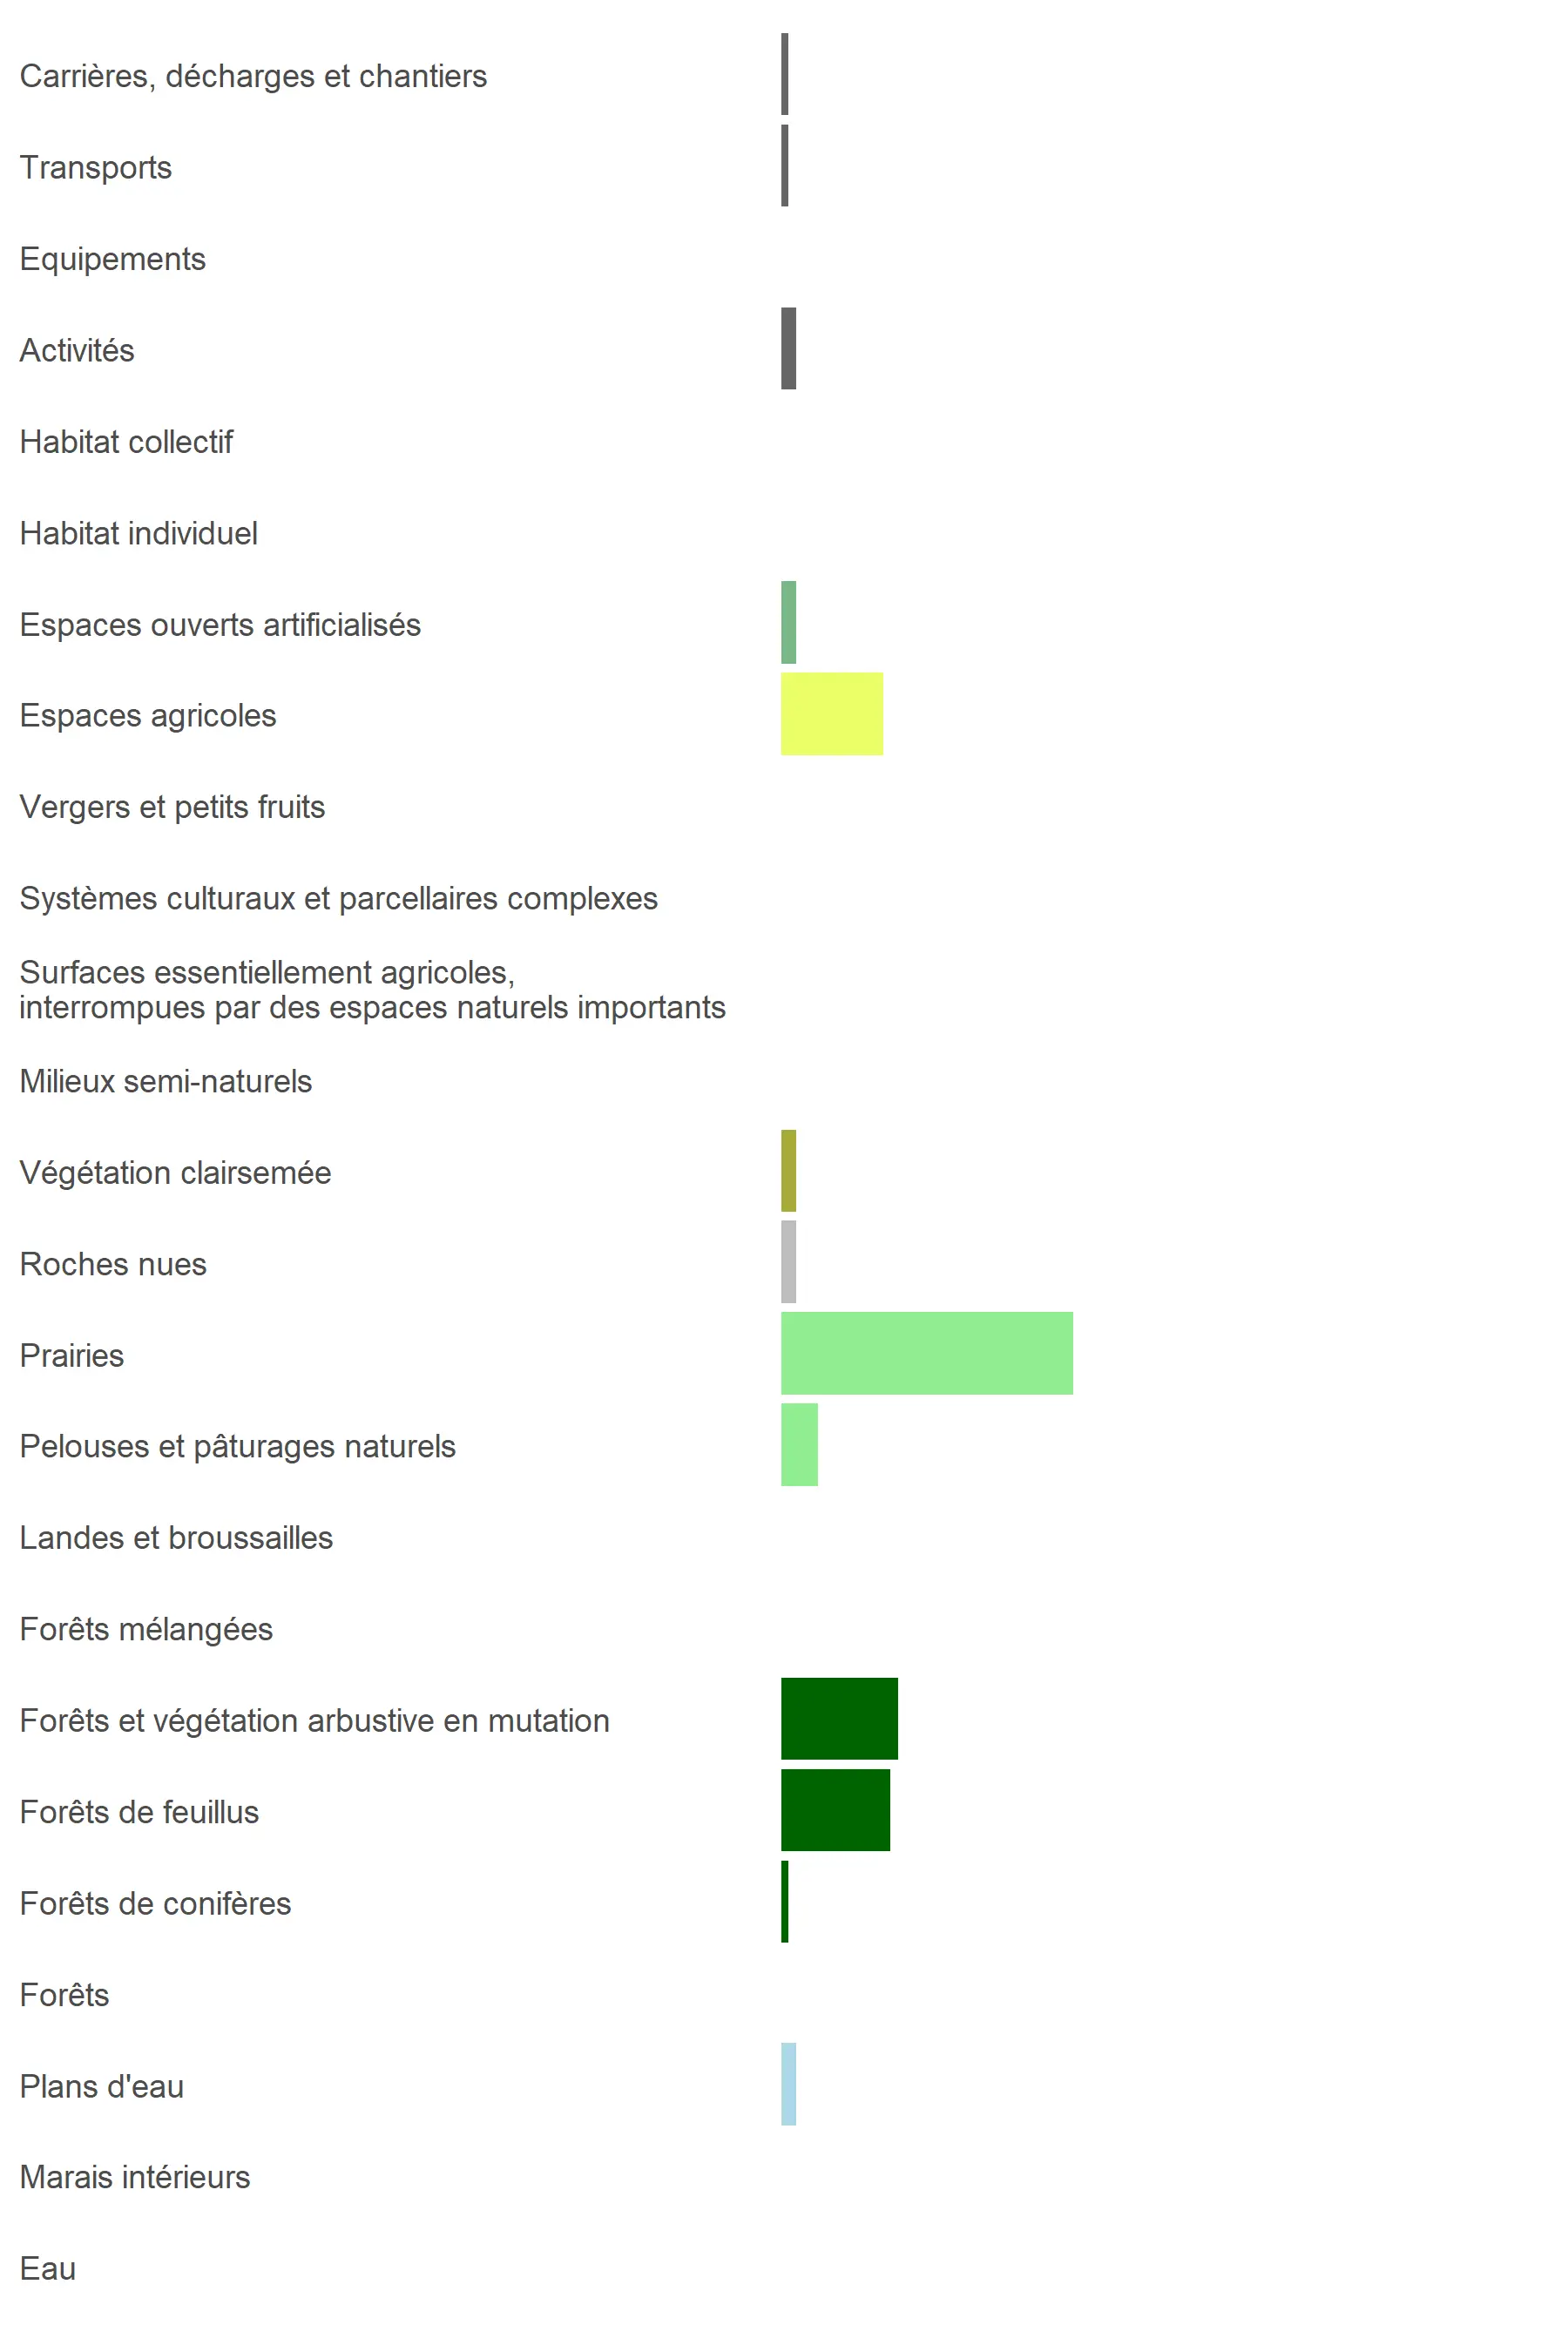 Carrières, décharges et chantiers
Transports
Equipements
Activités
Habitat collectif
Habitat individuel
Espaces ouverts artificialisés
Espaces agricoles
Vergers et petits fruits
Systèmes culturaux et parcellaires complexes
Surfaces essentiellement agricoles,
interrompues par des espaces naturels importants
Milieux semi-naturels
Végétation clairsemée
Roches nues
Prairies
Pelouses et pâturages naturels
Landes et broussailles
Forêts mélangées
Forêts et végétation arbustive en mutation
Forêts de feuillus
Forêts de conifères
Forêts
Plans d'eau
Marais intérieurs
Eau